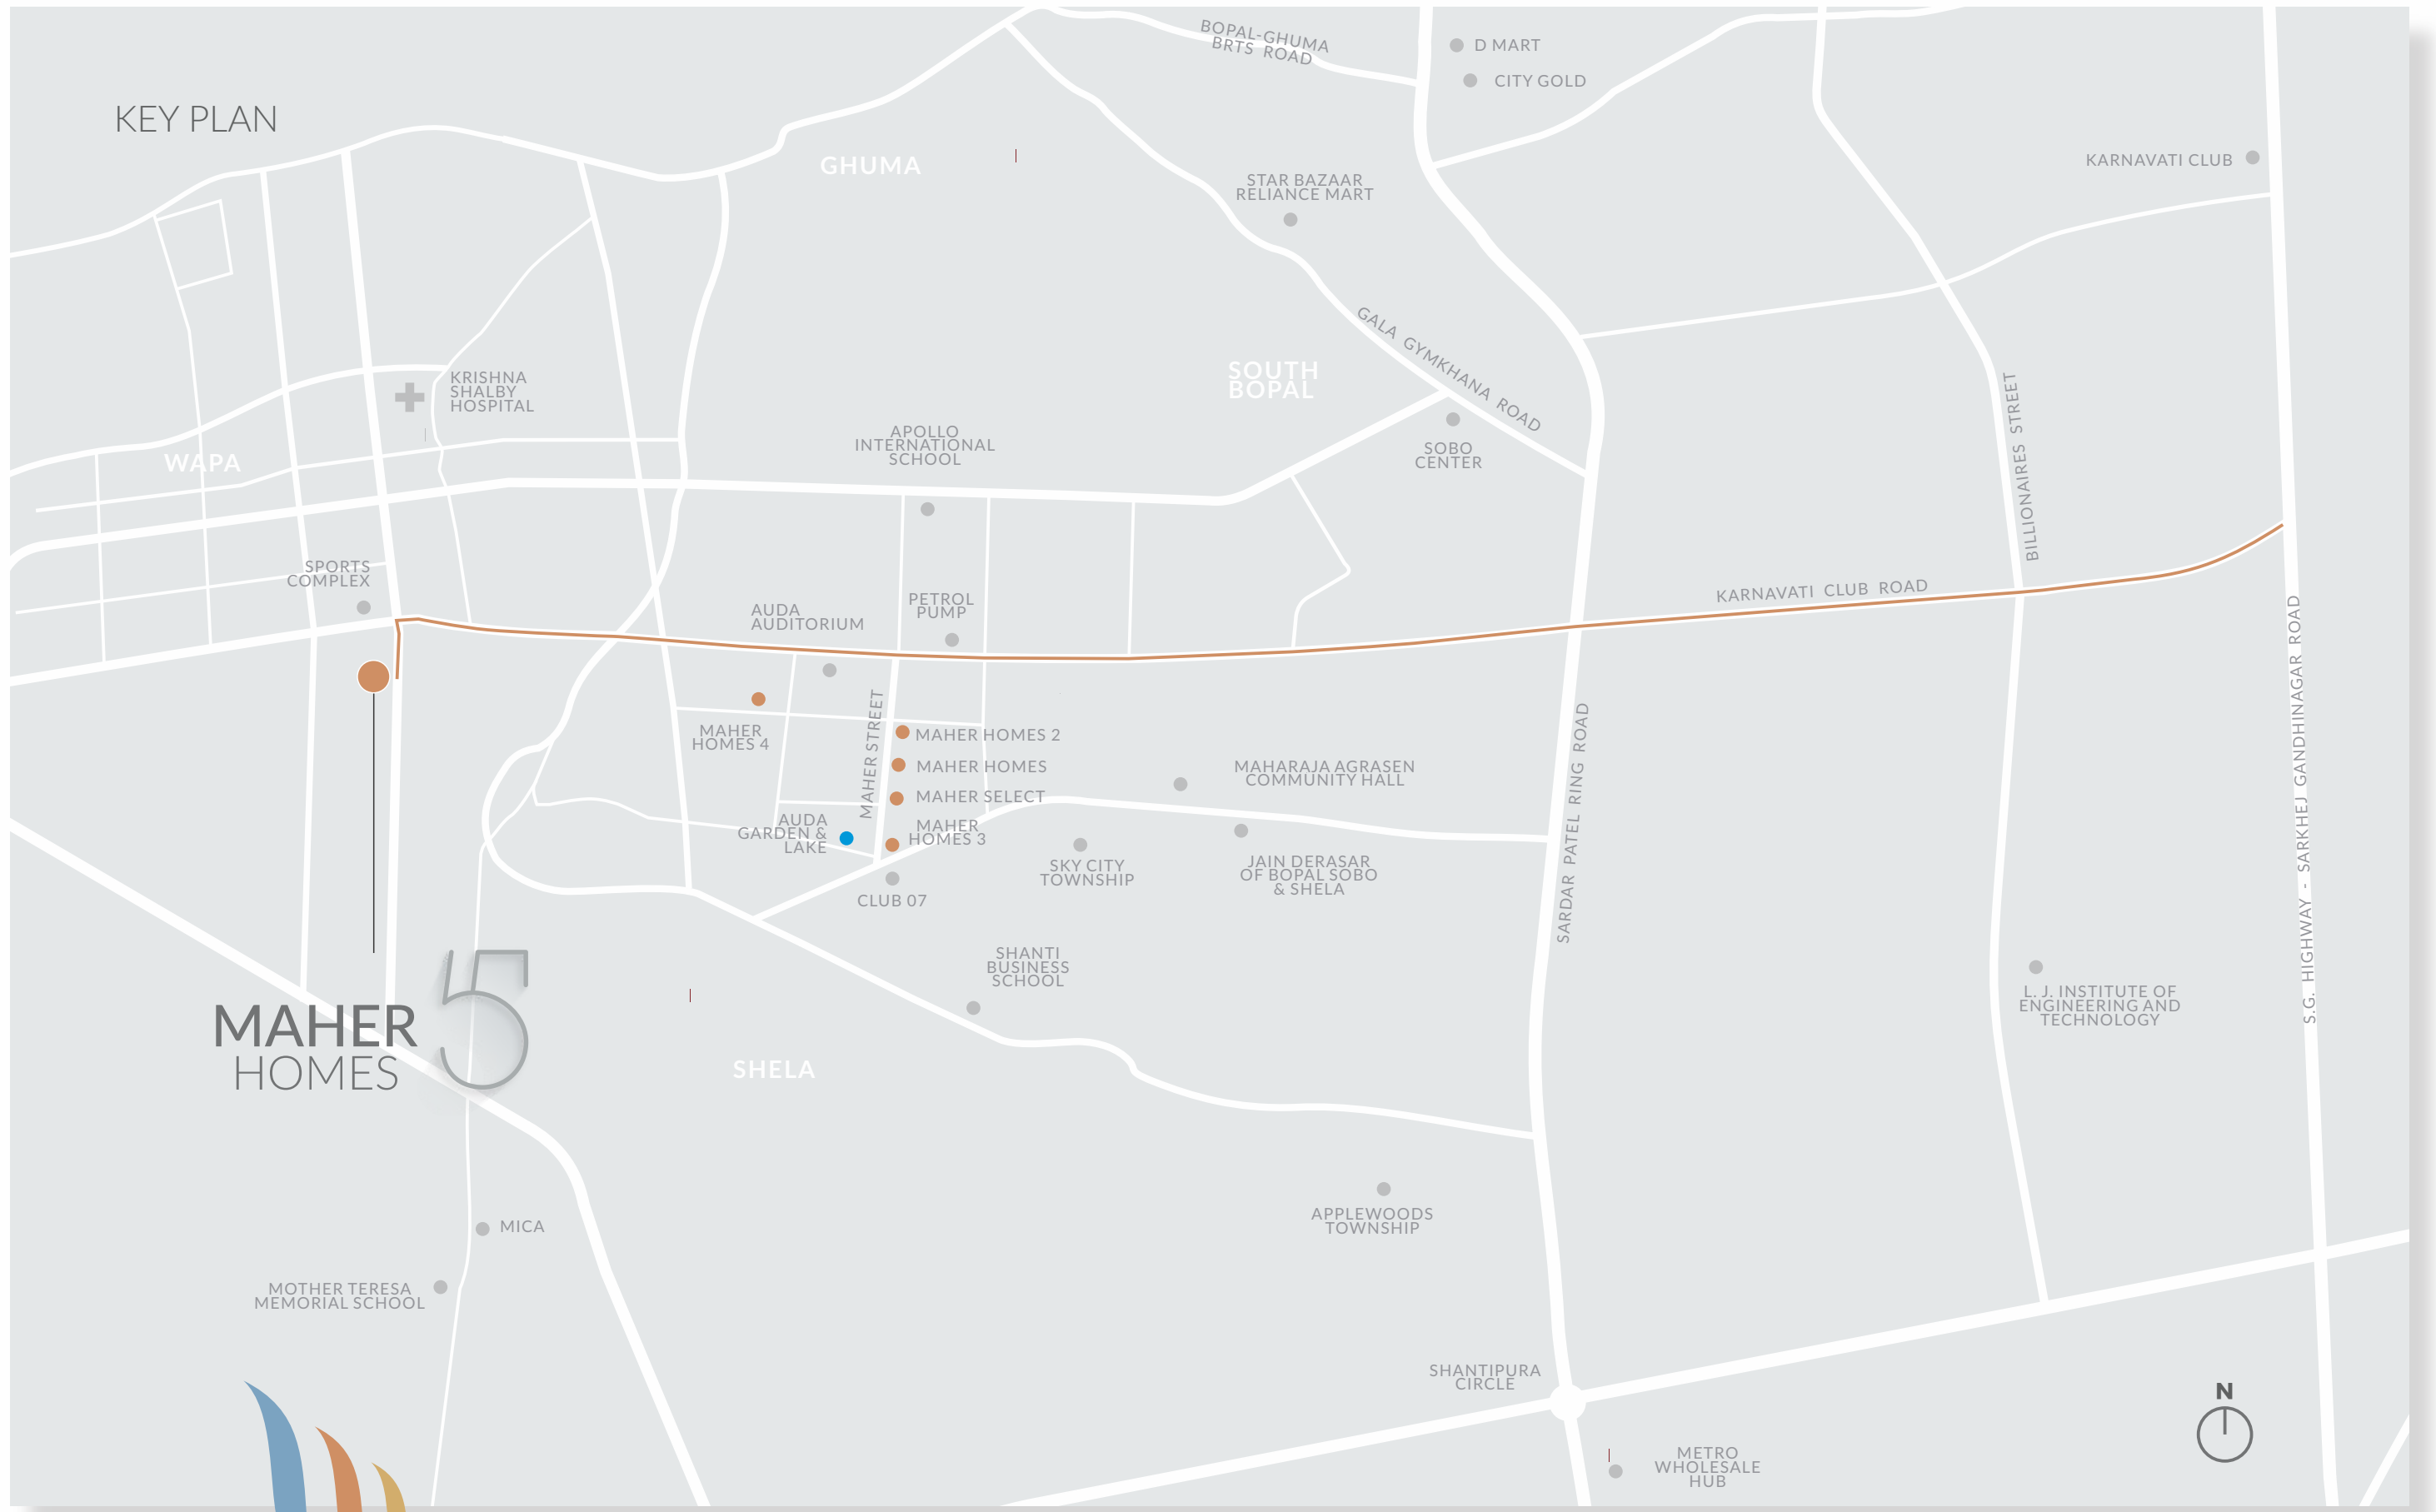 BOPAL-GHUMA
BRTS ROAD
D MART
CITY GOLD
KEY PLAN
GHUMA
KARNAVATI CLUB
STAR BAZAAR
RELIANCE MART
GALA GYMKHANA ROAD
SOUTH
BOPAL
KRISHNA
SHALBY
HOSPITAL
APOLLO
INTERNATIONAL
SCHOOL
SOBO
CENTER
BILLIONAIRES STREET
WAPA
SPORTS
COMPLEX
AUDA
AUDITORIUM
PETROL
PUMP
KARNAVATI CLUB ROAD
MAHER
HOMES 4
MAHER STREET
MAHER HOMES 2
MAHER HOMES
MAHER SELECT
MAHER
HOMES 3
AUDA
GARDEN &
LAKE
CLUB 07
MAHARAJA AGRASEN
COMMUNITY HALL
SKY CITY
TOWNSHIP
JAIN DERASAR
OF BOPAL SOBO
& SHELA
SARDAR PATEL RING ROAD
S.G. HIGHWAY - SARKHEJ GANDHINAGAR ROAD
SHANTI
BUSINESS
SCHOOL
L. J. INSTITUTE OF
ENGINEERING AND
TECHNOLOGY
MAHER 5
HOMES
SHELA
APPLEWOODS
TOWNSHIP
MICA
MOTHER TERESA
MEMORIAL SCHOOL
SHANTIPURA
CIRCLE
N
METRO
WHOLESALE
HUB